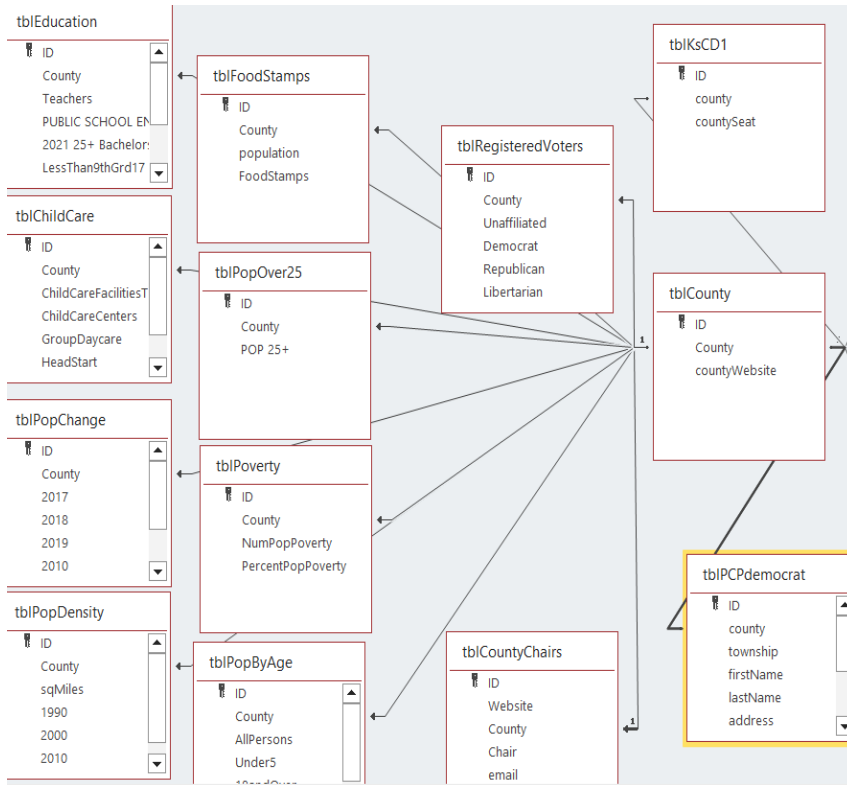 tblEducation
ID
County
Teachers
PUBLIC SCHOOL EN
2021 25+ Bachelor
LessThan9thGrd17
tblFoodStamps
ID
County
population
FoodStamps
tblRegisteredVoters
ID
County
Unaffiliated
Democrat
Republican
Libertarian
tblKsCD1
ID
county
countySeat
tblChildCare
ID
County
ChildCareFacilitiesT
ChildCareCenters
GroupDaycare
HeadStart
tblPopOver25
ID
County
POP 25+
tblCounty
ID
County
countyWebsite
1
tblPopChange
ID
County
2017
2018
2019
2010
tblPoverty
ID
County
NumPopPoverty
PercentPopPoverty
tblPCPdemocrat
ID
county
township
firstName
lastName
address
tblPopDensity
ID
County
sqMiles
1990
2000
2010
tblPopByAge
ID
County
AllPersons
Under5
tblCountyChairs
ID
Website
County
Chair
email
1